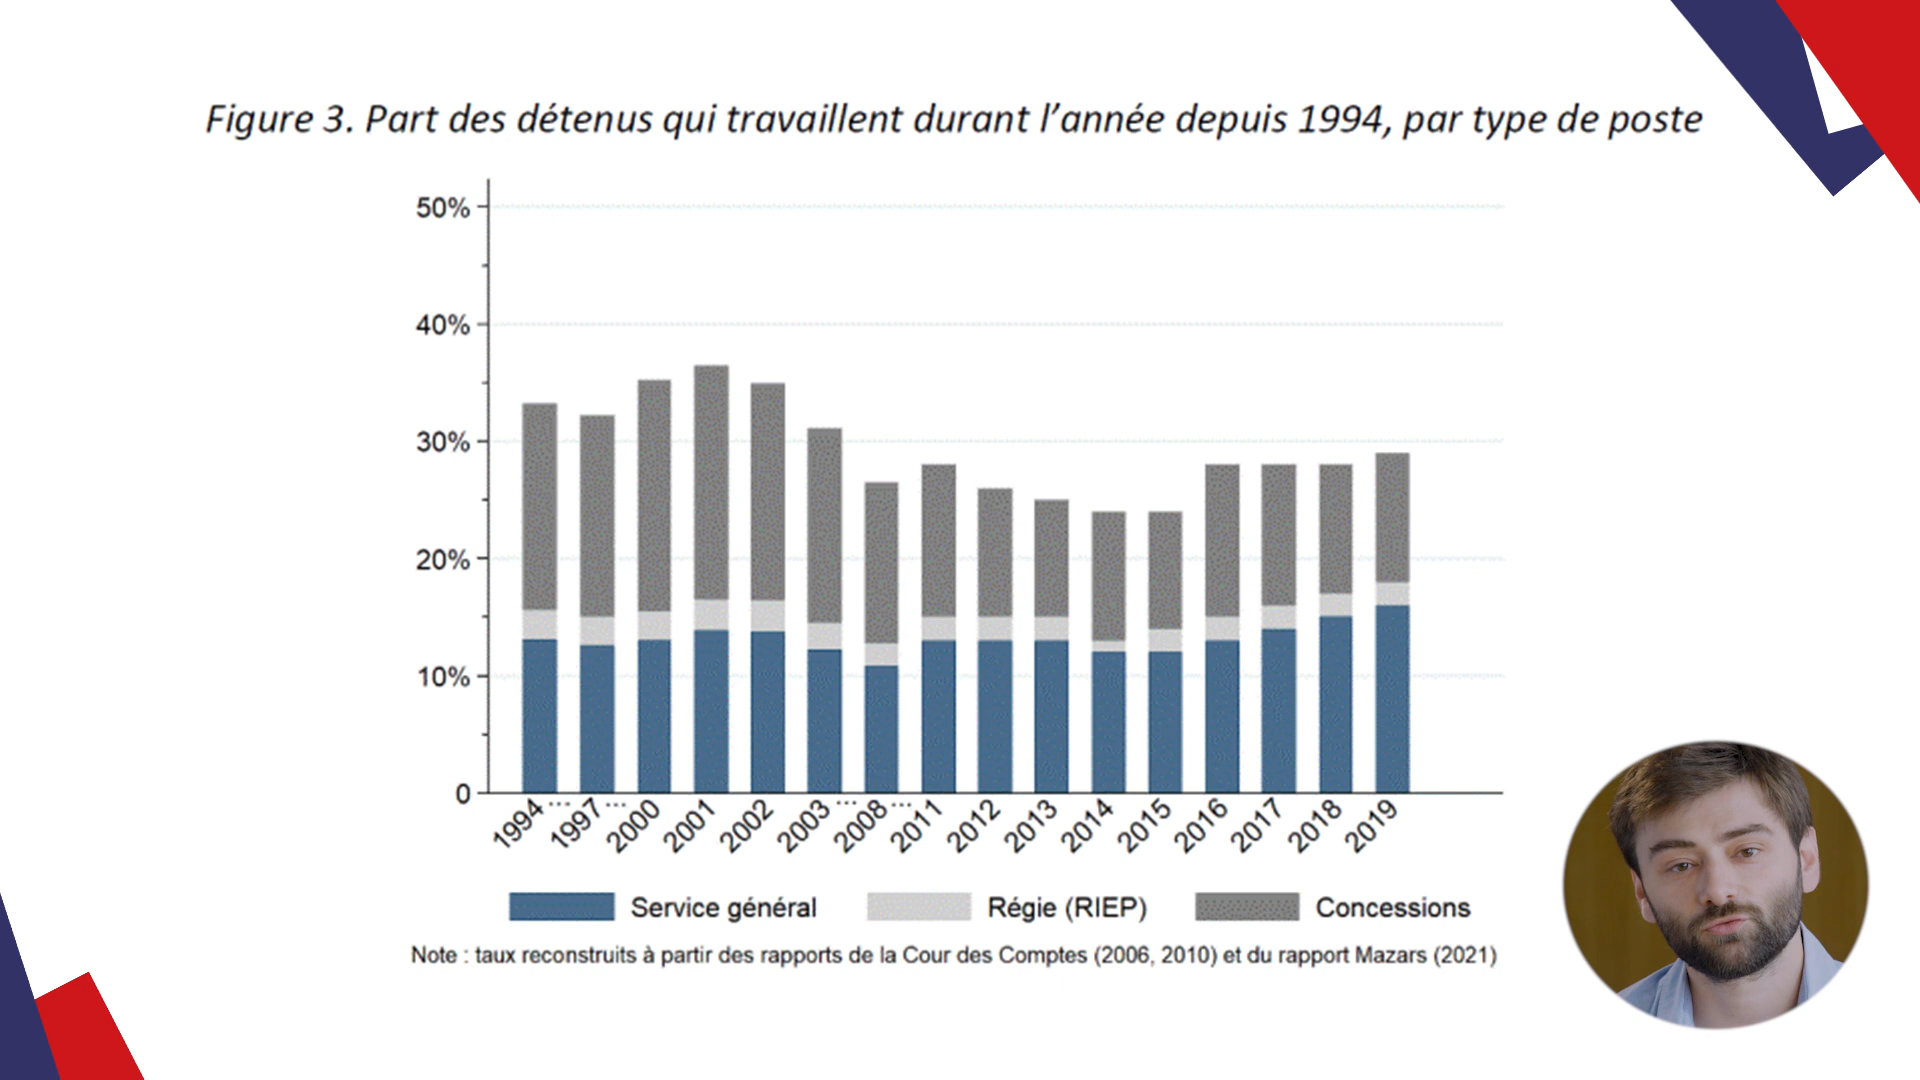 Figure 3. Part des détenus qui travaillent durant l’année depuis 1994, par type de poste
50%
40%
30%
20%
10%
0
1994 ... 1997 ... 2000 2001 2002 2003 ... 2008 ... 2011 2012 2013 2014 2015 2016 2017 2018 2019
Service général Régie (RIEP) Concessions
Note : taux reconstruits à partir des rapports de la Cour des Comptes (2006, 2010) et du rapport Mazars (2021)